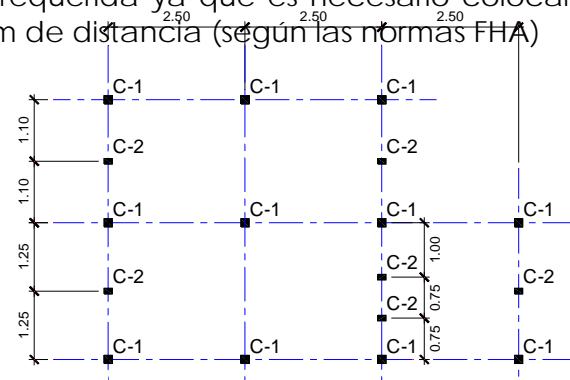 requerida ya que es necesario colocar
2.50 2.50 2.50
m de distancia (según las normas FHA)
C-1 C-1 C-1
1.10
C-2 C-2
1.10
C-1 C-1 C-1 C-1
1.00
1.25
C-2 C-2 C-2
0.75
C-2
1.25
0.75
C-1 C-1 C-1 C-1